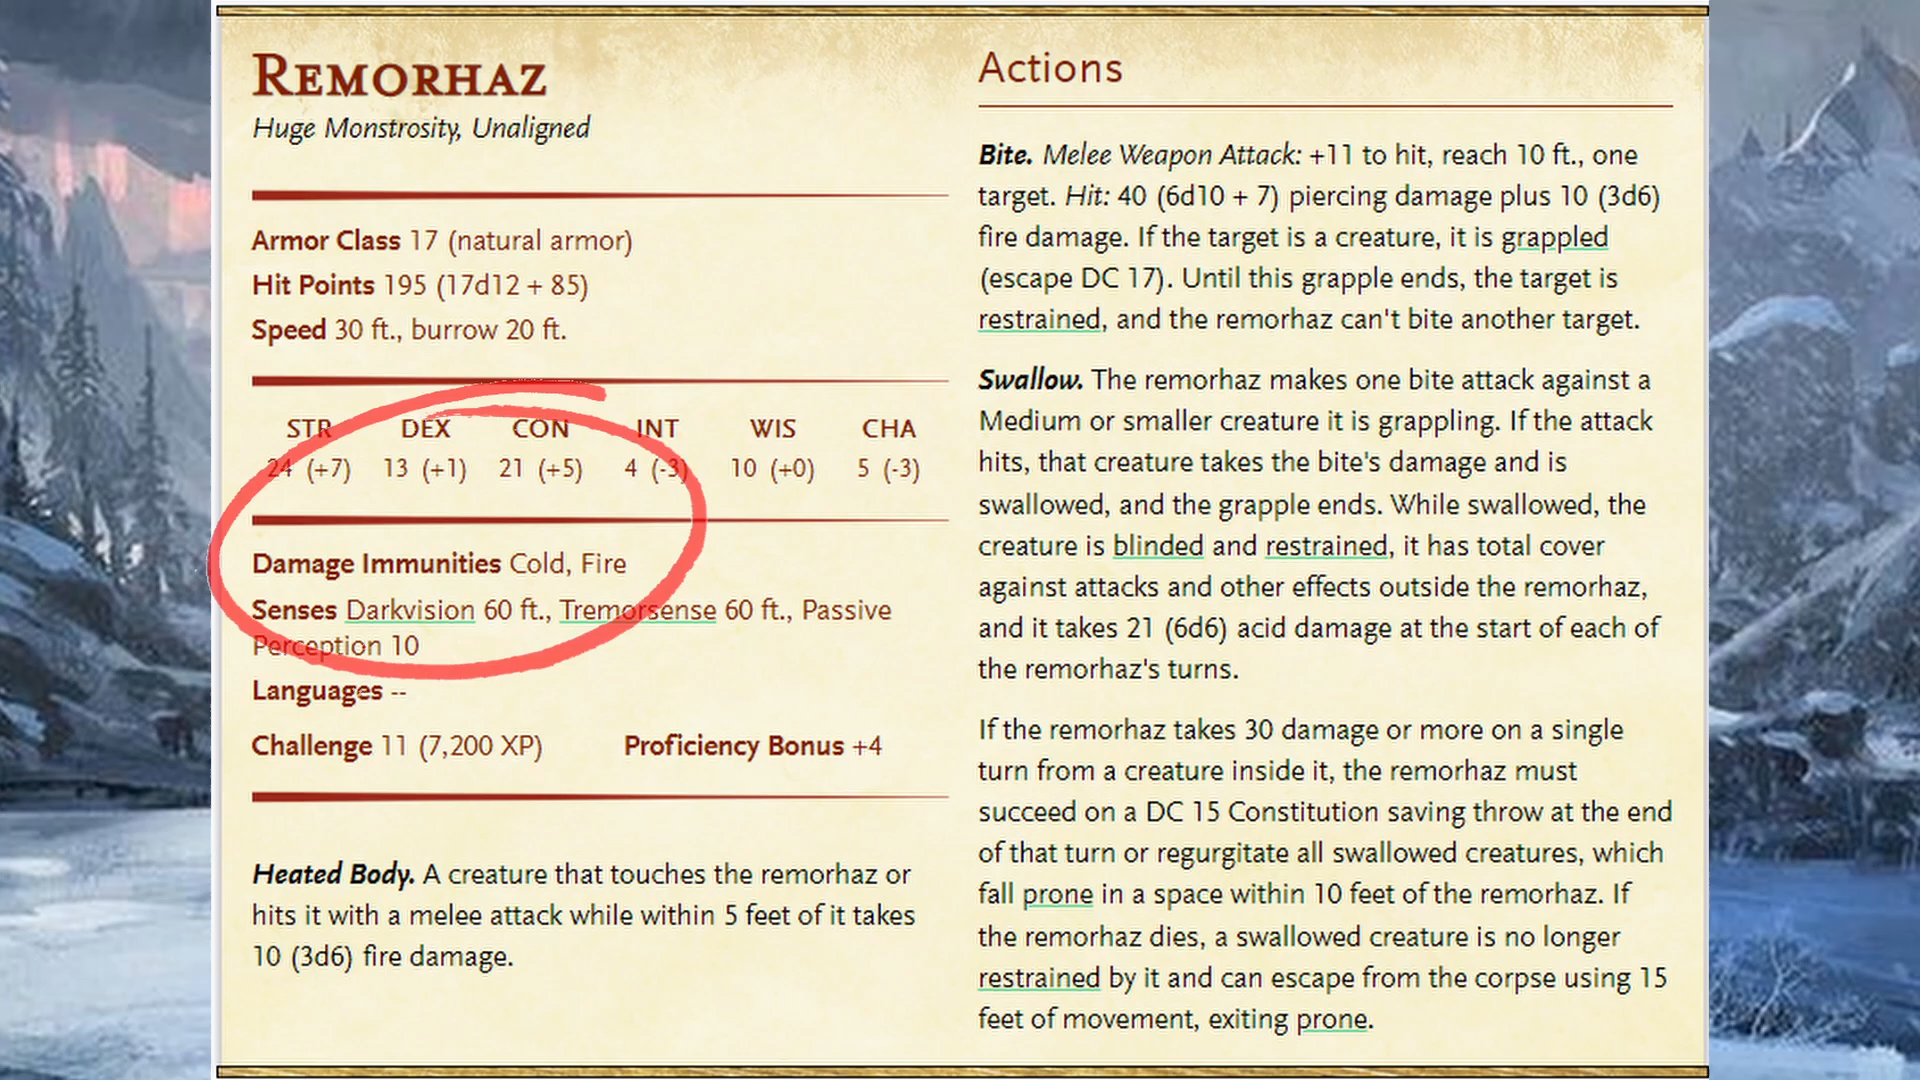 REMORHAZ
Huge Monstrosity, Unaligned
Armor Class 17 (natural armor)
Hit Points 195 (17d12 + 85)
Speed 30 ft., burrow 20 ft.
STR DEX CON INT WIS CHA
24 (+7) 13 (+1) 21 (+5) 4 (-3) 10 (+0) 5 (-3)
Damage Immunities Cold, Fire
Senses Darkvision 60 ft., Tremorsense 60 ft., Passive
Perception 10
Languages --
Challenge 11 (7,200 XP) Proficiency Bonus +4
Heated Body. A creature that touches the remorhaz or
hits it with a melee attack while within 5 feet of it takes
10 (3d6) fire damage.
Actions
Bite. Melee Weapon Attack: +11 to hit, reach 10 ft., one
target. Hit: 40 (6d10 + 7) piercing damage plus 10 (3d6)
fire damage. If the target is a creature, it is grappled
(escape DC 17). Until this grapple ends, the target is
restrained, and the remorhaz can't bite another target.
Swallow. The remorhaz makes one bite attack against a
Medium or smaller creature it is grappling. If the attack
hits, that creature takes the bite's damage and is
swallowed, and the grapple ends. While swallowed, the
creature is blinded and restrained, it has total cover
against attacks and other effects outside the remorhaz,
and it takes 21 (6d6) acid damage at the start of each of
the remorhaz's turns.
If the remorhaz takes 30 damage or more on a single
turn from a creature inside it, the remorhaz must
succeed on a DC 15 Constitution saving throw at the end
of that turn or regurgitate all swallowed creatures, which
fall prone in a space within 10 feet of the remorhaz. If
the remorhaz dies, a swallowed creature is no longer
restrained by it and can escape from the corpse using 15
feet of movement, exiting prone.